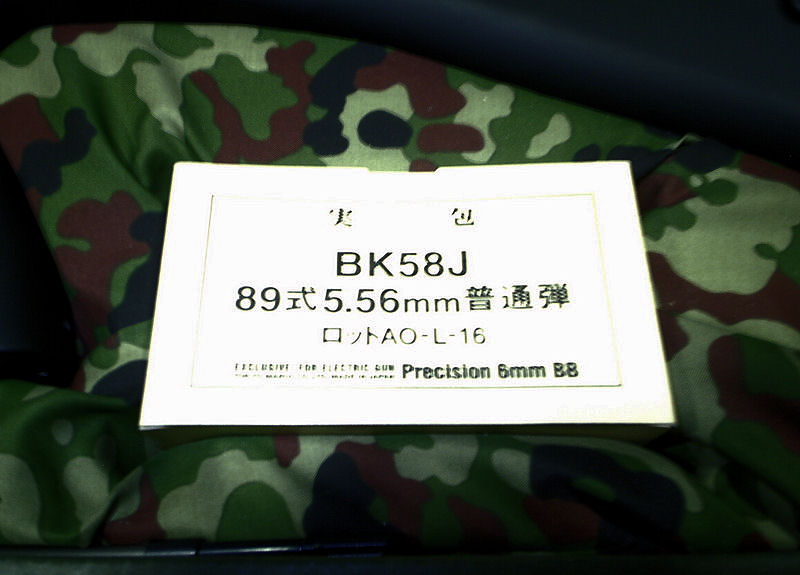 実 包
BK58J
89式5.56mm普通弾
ロットAO-L-16
EXCLUSIVE FOR ELECTRIC GUN Precision 6mm BB